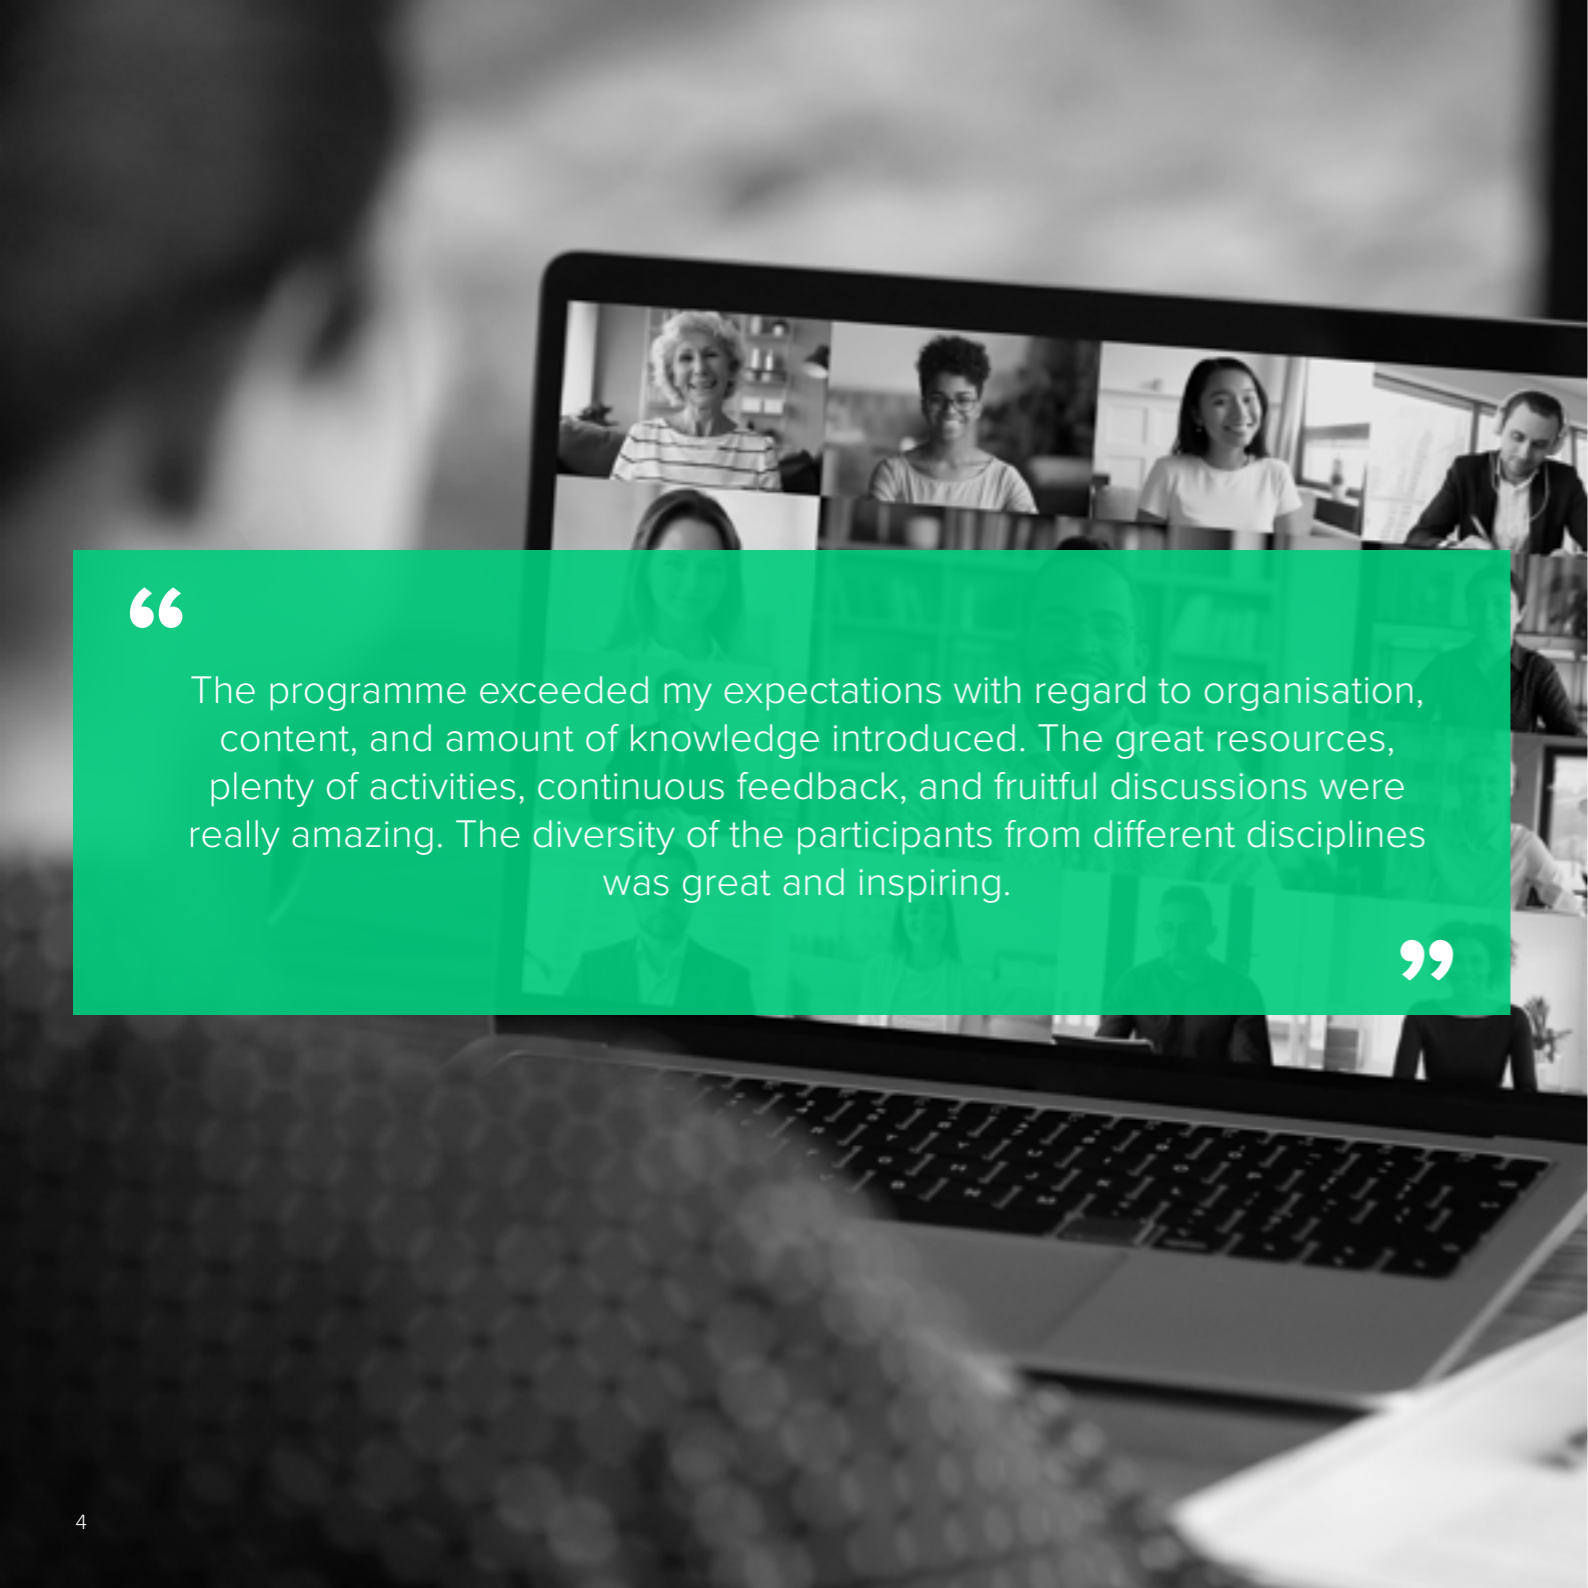 “
The programme exceeded my expectations with regard to organisation,
content, and amount of knowledge introduced. The great resources,
plenty of activities, continuous feedback, and fruitful discussions were
really amazing. The diversity of the participants from different disciplines
was great and inspiring.
”
4